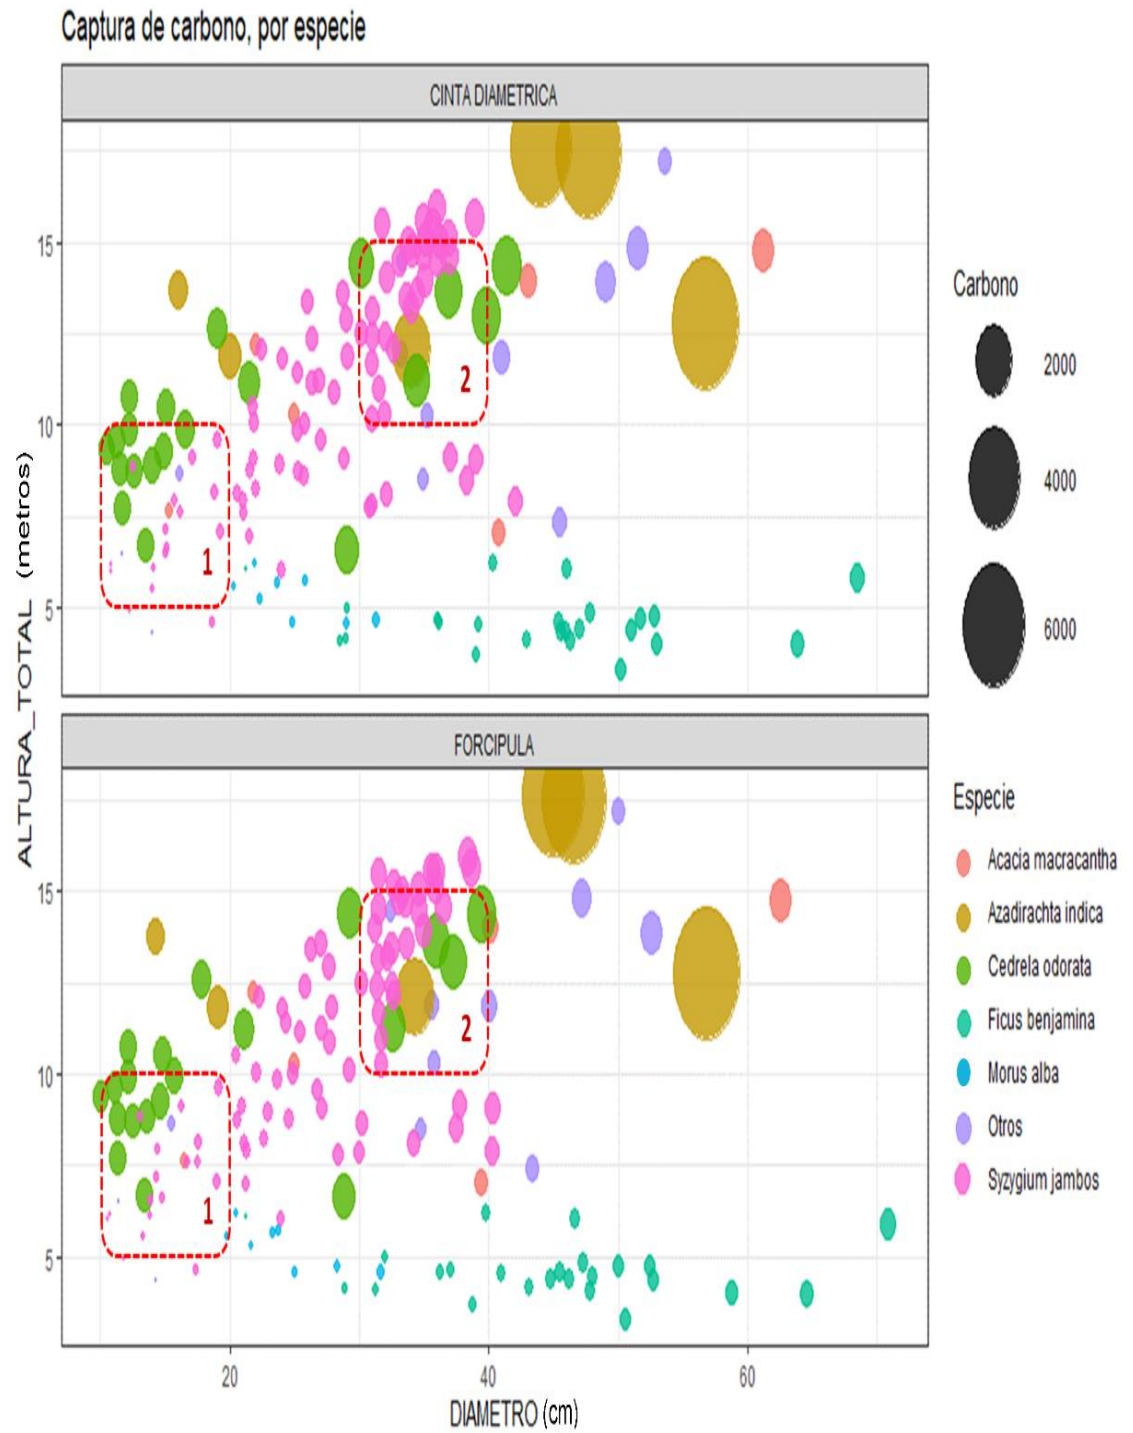 Captura de carbono, por especie
CINTA DIAMETRICA
15
10
5
2
1
FORCIPULA
15
10
5
2
1
20
40
60
DIAMETRO (cm)
ALTURA_TOTAL (metros)
Carbono
2000
4000
6000
Especie
Acacia macracantha
Azadirachta indica
Cedrela odorata
Ficus benjamina
Morus alba
Otros
Syzygium jambos